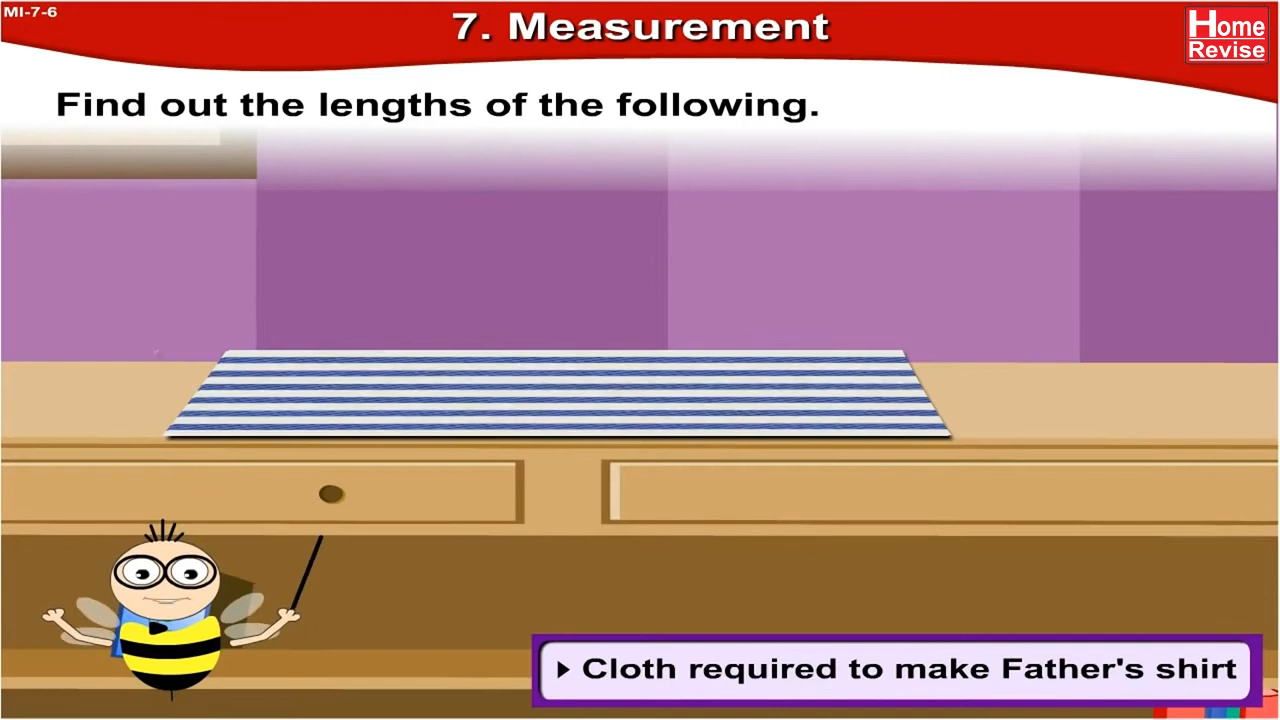 MI-7-6
7. Measurement
Home
Revise
Find out the lengths of the following.
Cloth required to make Father's shirt